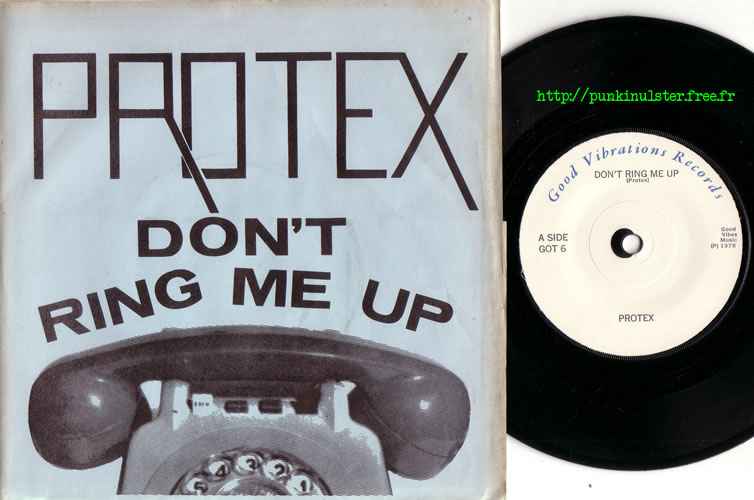 PROTEX
DON'T
RING ME UP
http://punkinulster.free.fr
Good Vibrations Records
DON'T RING ME UP
(Protex)
A SIDE
GOT 6
Good
Vibes
Music
(P) 1978
PROTEX